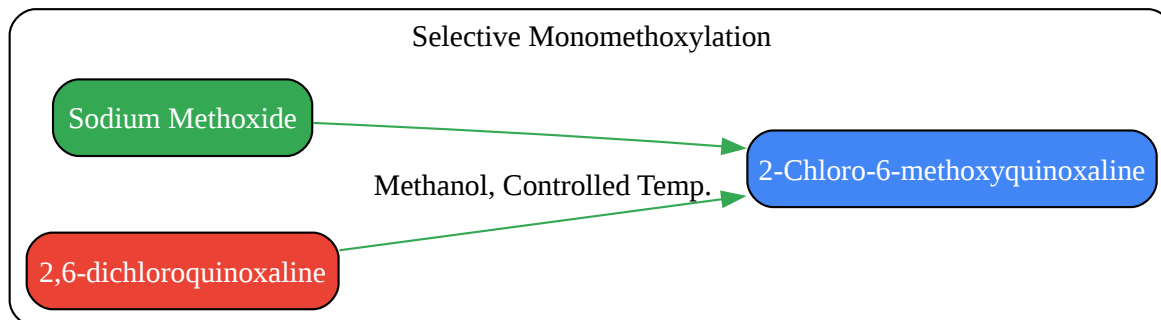 Selective Monomethoxylation
Sodium Methoxide
2-Chloro-6-methoxyquinoxaline
Methanol, Controlled Temp.
2,6-dichloroquinoxaline